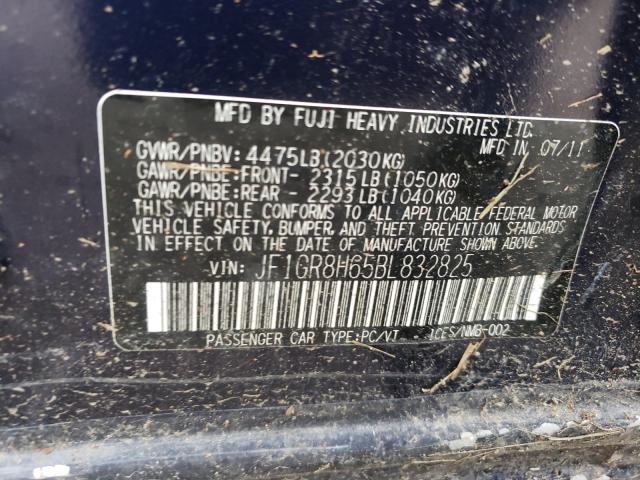 MFD BY FUJI HEAVY INDUSTRIES LTD.
MFD IN 07/11
GVWR/PNBV: 4475LB(2030KG)
GAWR/PNBE:FRONT- 2315LB(1050KG)
GAWR/PNBE:REAR - 2293LB(1040KG)
THIS VEHICLE CONFORMS TO ALL APPLICABLE FEDERAL MOTOR
VEHICLE SAFETY, BUMPER, AND THEFT PREVENTION STANDARDS
IN EFFECT ON THE DATE OF MANUFACTURE SHOWN ABOVE.
VIN: JF1GR8H65BL832825
PASSENGER CAR TYPE:PC/VT ICES/NMB-002